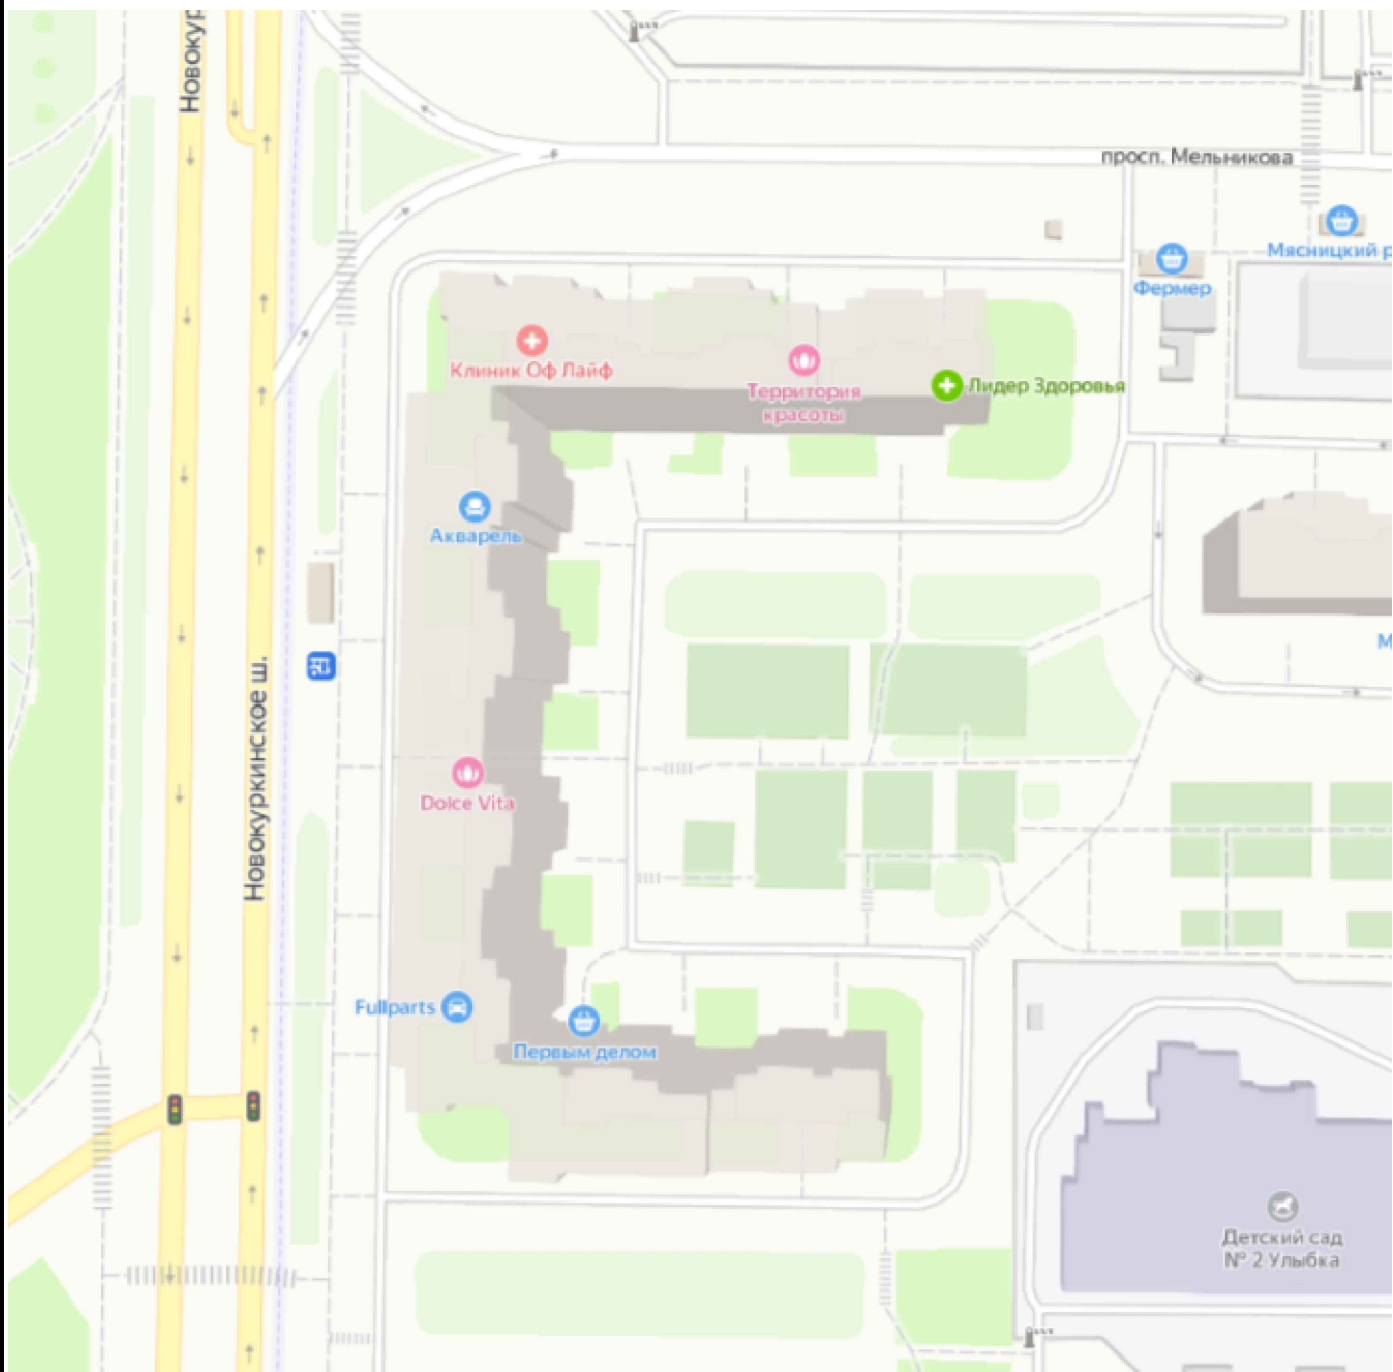 Новокур
просп. Мельникова
Мясницкий р
Фермер
Клиник Оф Лайф
Территория
красоты
Лидер Здоровья
Акварель
М
Новокуркинское ш.
Dolce Vita
Fullparts
Первым делом
Детский сад
№ 2 Улыбка